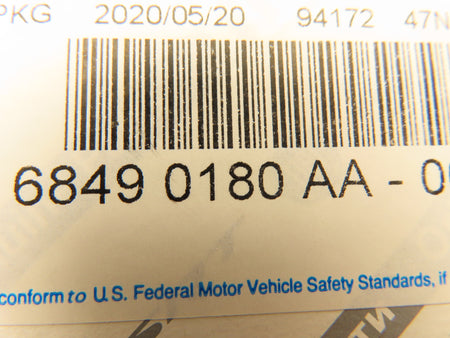 PKG 2020/05/20 94172 47N
6849 0180 AA - 0
conform to U.S. Federal Motor Vehicle Safety Standards, if